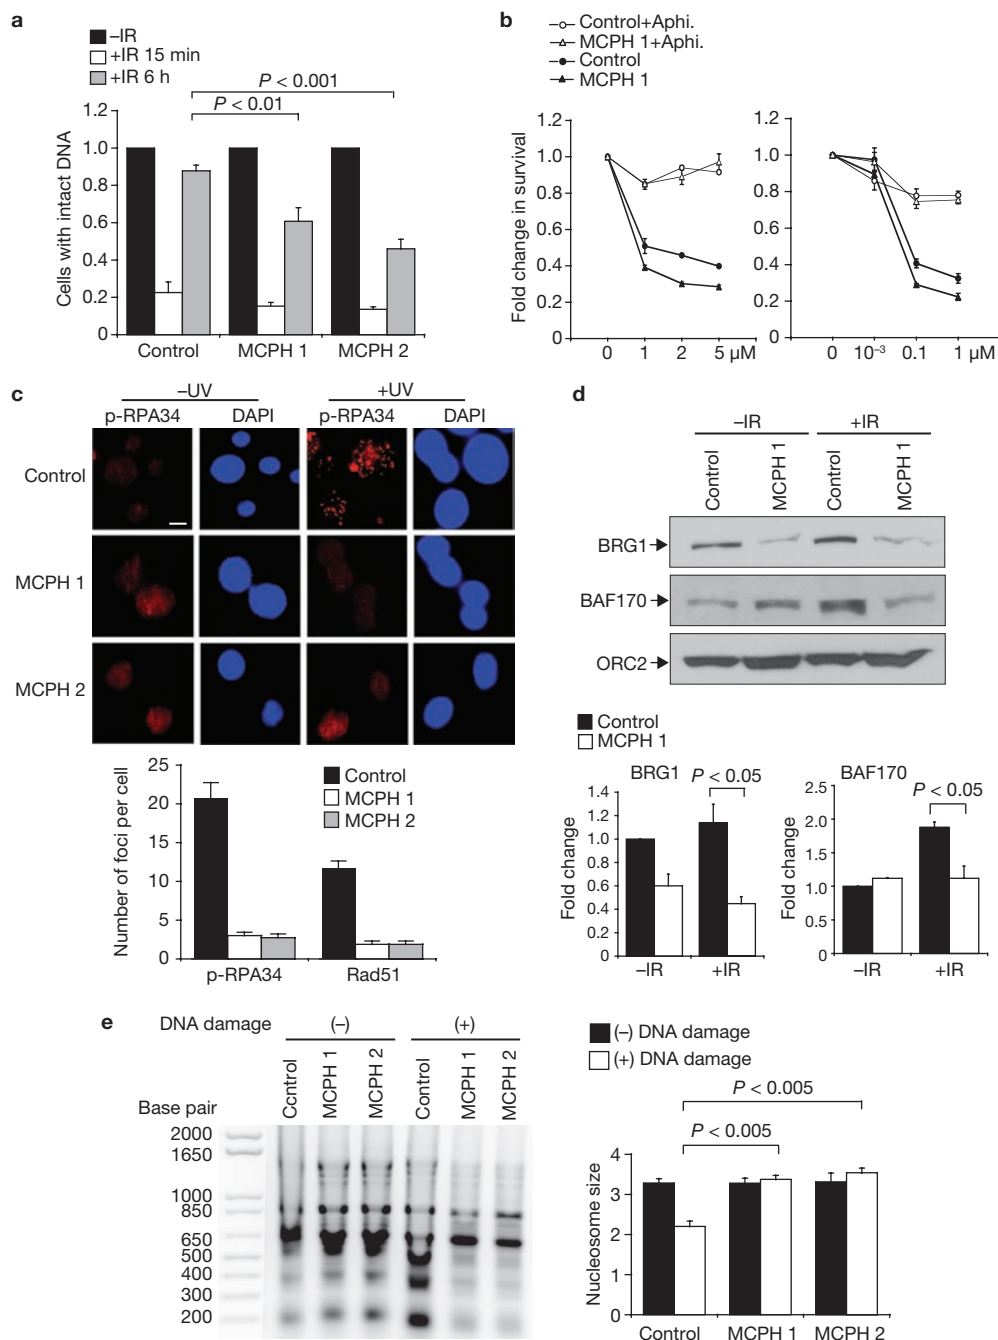 a
–IR
+IR 15 min
+IR 6 h
P < 0.001
P < 0.01
Cells with intact DNA
1.2
1.0
0.8
0.6
0.4
0.2
0
Control
MCPH 1
MCPH 2
b
Control+Aphi.
MCPH 1+Aphi.
Control
MCPH 1
Fold change in survival
1.2
1.0
0.8
0.6
0.4
0.2
0
0 1 2 5 µM
1.2
1.0
0.8
0.6
0.4
0.2
0
0 10⁻³ 0.1 1 µM
c
–UV
+UV
p-RPA34
DAPI
p-RPA34
DAPI
Control
MCPH 1
MCPH 2
Number of foci per cell
25
20
15
10
5
0
Control
MCPH 1
MCPH 2
p-RPA34
Rad51
d
–IR
+IR
Control
MCPH 1
Control
MCPH 1
BRG1
BAF170
ORC2
Control
MCPH 1
BRG1
P < 0.05
Fold change
1.4
1.2
1.0
0.8
0.6
0.4
0.2
0
–IR
+IR
BAF170
P < 0.05
Fold change
2.5
2.0
1.5
1.0
0.5
0
–IR
+IR
e
DNA damage
(–)
(+)
Control
MCPH 1
MCPH 2
Control
MCPH 1
MCPH 2
Base pair
2000
1650
1000
850
650
500
400
300
200
(–) DNA damage
(+) DNA damage
P < 0.005
P < 0.005
Nucleosome size
4
3
2
1
0
Control
MCPH 1
MCPH 2